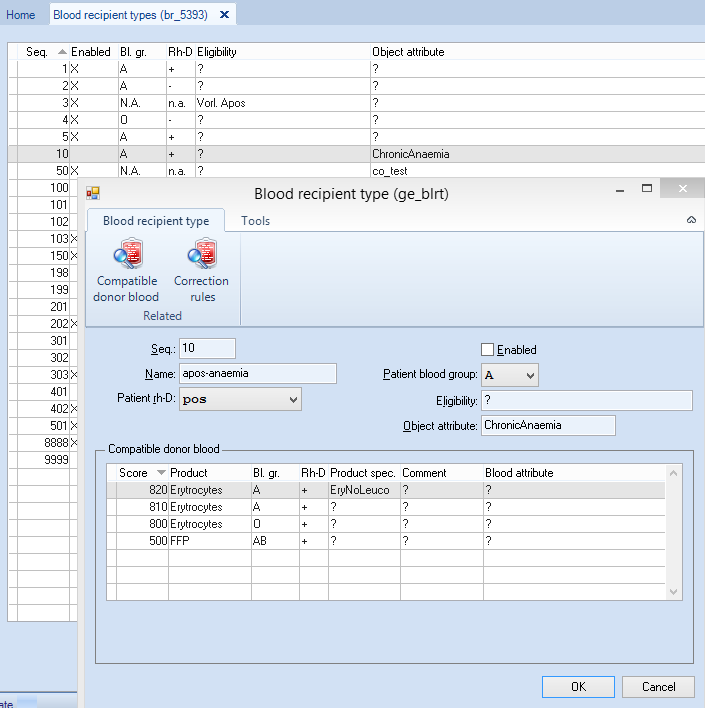 Home Blood recipient types (br_5393)
Seq. Enabled Bl. gr. Rh-D Eligibility Object attribute
1 X A + ? ?
2 X A - ? ?
3 X N.A. n.a. Vorl. Apos ?
4 X O - ? ?
5 X A + ? ?
10 A + ? ChronicAnaemia
50 X N.A. n.a. ? co_test
100
101
102
103 X
150 X
198
199
201
202 X
301
302
303 X
401
402 X
501 X
8888 X
9999
Blood recipient type (ge_blrt)
Blood recipient type Tools
Compatible donor blood
Correction rules
Related
Seq.: 10 Enabled
Name: apos-anaemia Patient blood group: A
Patient rh-D: pos Eligibility: ?
Object attribute: ChronicAnaemia
Compatible donor blood
Score Product Bl. gr. Rh-D Product spec. Comment Blood attribute
820 Erytrocytes A + EryNoLeuco ? ?
810 Erytrocytes A + ? ? ?
800 Erytrocytes O + ? ? ?
500 FFP AB + ? ? ?
OK Cancel